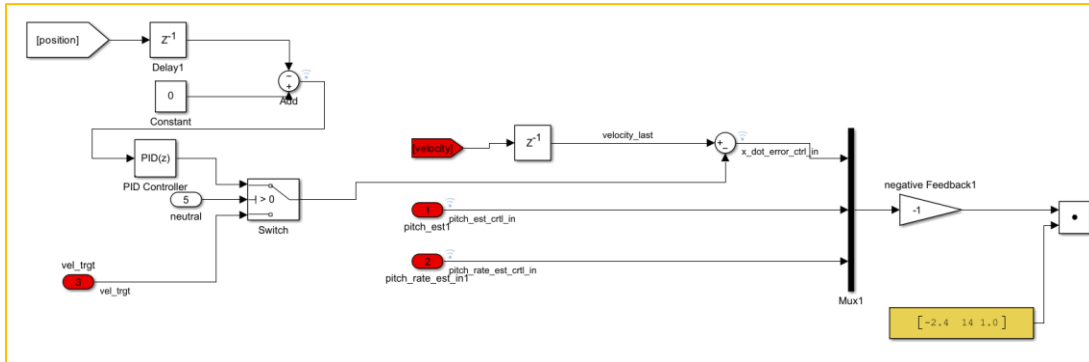 [position]
Z-1
Delay1
0
Constant
−
+
Add
PID(z)
PID Controller
5
neutral
> 0
Switch
vel_trgt
3
vel_trgt
[velocity]
Z-1
velocity_last
+
−
x_dot_error_ctrl_in
1
pitch_est1
pitch_est_crtl_in
2
pitch_rate_est_in1
pitch_rate_est_crtl_in
Mux1
negative Feedback1
-1
[-2.4 14 1.0]